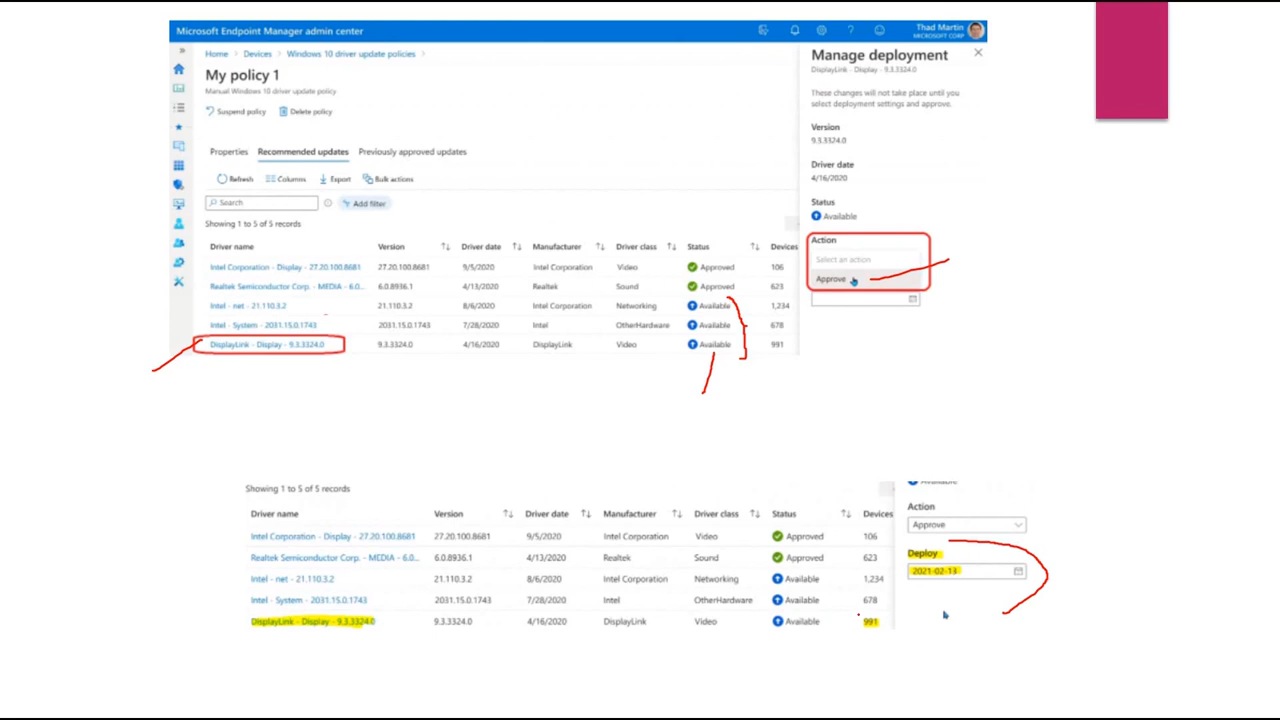 Microsoft Endpoint Manager admin center
Thad Martin
MICROSOFT CORP
Home > Devices > Windows 10 driver update policies >
My policy 1
Manual Windows 10 driver update policy
Suspend policy Delete policy
Properties Recommended updates Previously approved updates
Refresh Columns Export Bulk actions
Search Add filter
Showing 1 to 5 of 5 records
Driver name Version Driver date Manufacturer Driver class Status Devices
Intel Corporation - Display - 27.20.100.8681 27.20.100.8681 9/5/2020 Intel Corporation Video Approved 106
Realtek Semiconductor Corp. - MEDIA - 6.0... 6.0.8936.1 4/13/2020 Realtek Sound Approved 623
Intel - net - 21.110.3.2 21.110.3.2 8/6/2020 Intel Corporation Networking Available 1,234
Intel - System - 2031.15.0.1743 2031.15.0.1743 7/28/2020 Intel OtherHardware Available 678
DisplayLink - Display - 9.3.3324.0 9.3.3324.0 4/16/2020 DisplayLink Video Available 991
Manage deployment
DisplayLink - Display - 9.3.3324.0
These changes will not take place until you
select deployment settings and approve.
Version
9.3.3324.0
Driver date
4/16/2020
Status
Available
Action
Select an action
Approve
Showing 1 to 5 of 5 records
Driver name Version Driver date Manufacturer Driver class Status Devices
Intel Corporation - Display - 27.20.100.8681 27.20.100.8681 9/5/2020 Intel Corporation Video Approved 106
Realtek Semiconductor Corp. - MEDIA - 6.0... 6.0.8936.1 4/13/2020 Realtek Sound Approved 623
Intel - net - 21.110.3.2 21.110.3.2 8/6/2020 Intel Corporation Networking Available 1,234
Intel - System - 2031.15.0.1743 2031.15.0.1743 7/28/2020 Intel OtherHardware Available 678
DisplayLink - Display - 9.3.3324.0 9.3.3324.0 4/16/2020 DisplayLink Video Available 991
Available
Action
Approve
Deploy
2021-02-13